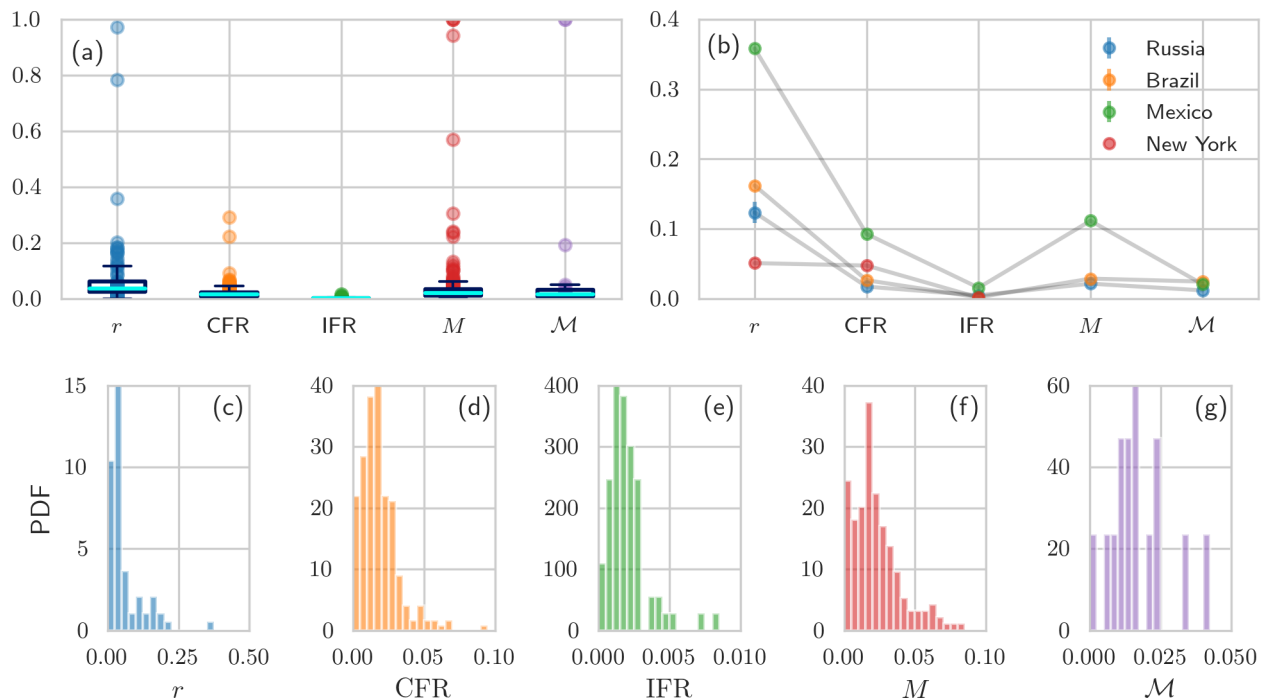 1.0
0.8
0.6
0.4
0.2
0.0
(a)
r CFR IFR M ℳ
0.4
0.3
0.2
0.1
0.0
(b)
Russia
Brazil
Mexico
New York
r CFR IFR M ℳ
PDF
15
10
5
0
(c)
0.00 0.25 0.50
r
40
30
20
10
0
(d)
0.00 0.05 0.10
CFR
400
300
200
100
0
(e)
0.000 0.005 0.010
IFR
40
30
20
10
0
(f)
0.00 0.05 0.10
M
60
40
20
0
(g)
0.000 0.025 0.050
ℳ